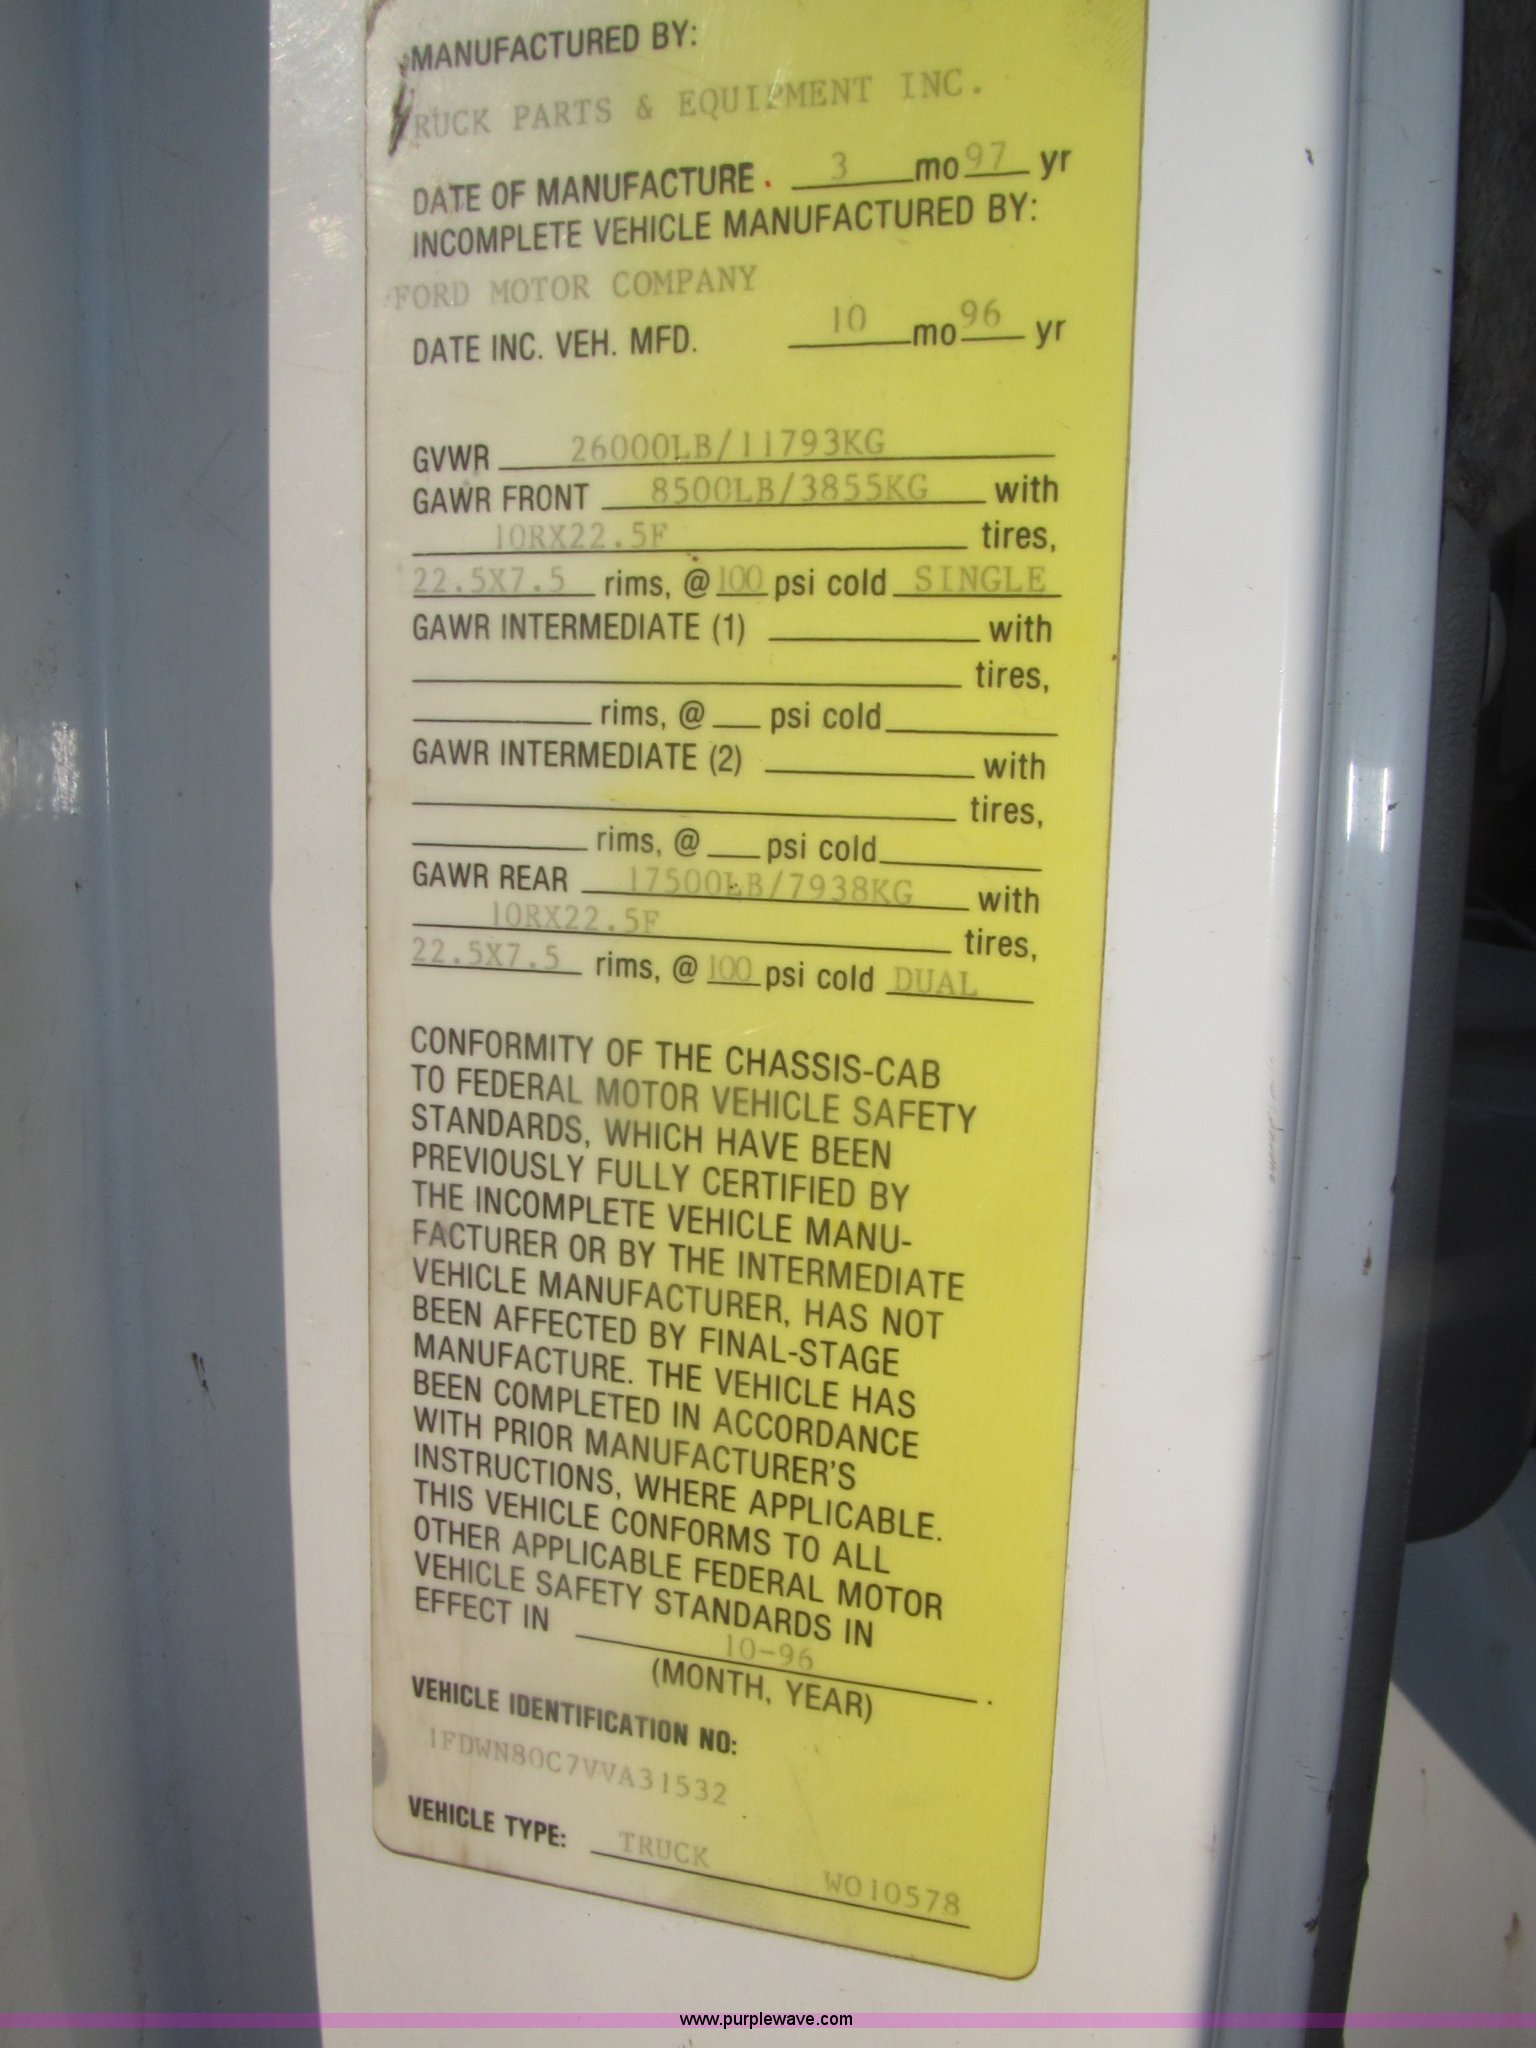 MANUFACTURED BY:
RUCK PARTS & EQUIPMENT INC.
DATE OF MANUFACTURE . 3 mo 97 yr
INCOMPLETE VEHICLE MANUFACTURED BY:
FORD MOTOR COMPANY
DATE INC. VEH. MFD. 10 mo 96 yr
GVWR 26000LB/11793KG
GAWR FRONT 8500LB/3855KG with
10RX22.5F tires,
22.5X7.5 rims, @ 100 psi cold SINGLE
GAWR INTERMEDIATE (1) with
tires,
rims, @ psi cold
GAWR INTERMEDIATE (2) with
tires,
rims, @ psi cold
GAWR REAR 17500LB/7938KG with
10RX22.5F tires,
22.5X7.5 rims, @ 100 psi cold DUAL
CONFORMITY OF THE CHASSIS-CAB
TO FEDERAL MOTOR VEHICLE SAFETY
STANDARDS, WHICH HAVE BEEN
PREVIOUSLY FULLY CERTIFIED BY
THE INCOMPLETE VEHICLE MANU-
FACTURER OR BY THE INTERMEDIATE
VEHICLE MANUFACTURER, HAS NOT
BEEN AFFECTED BY FINAL-STAGE
MANUFACTURE. THE VEHICLE HAS
BEEN COMPLETED IN ACCORDANCE
WITH PRIOR MANUFACTURER'S
INSTRUCTIONS, WHERE APPLICABLE.
THIS VEHICLE CONFORMS TO ALL
OTHER APPLICABLE FEDERAL MOTOR
VEHICLE SAFETY STANDARDS IN
EFFECT IN 10-96 .
(MONTH, YEAR)
VEHICLE IDENTIFICATION NO:
1FDWN80C7VVA31532
VEHICLE TYPE: TRUCK WO10578
www.purplewave.com